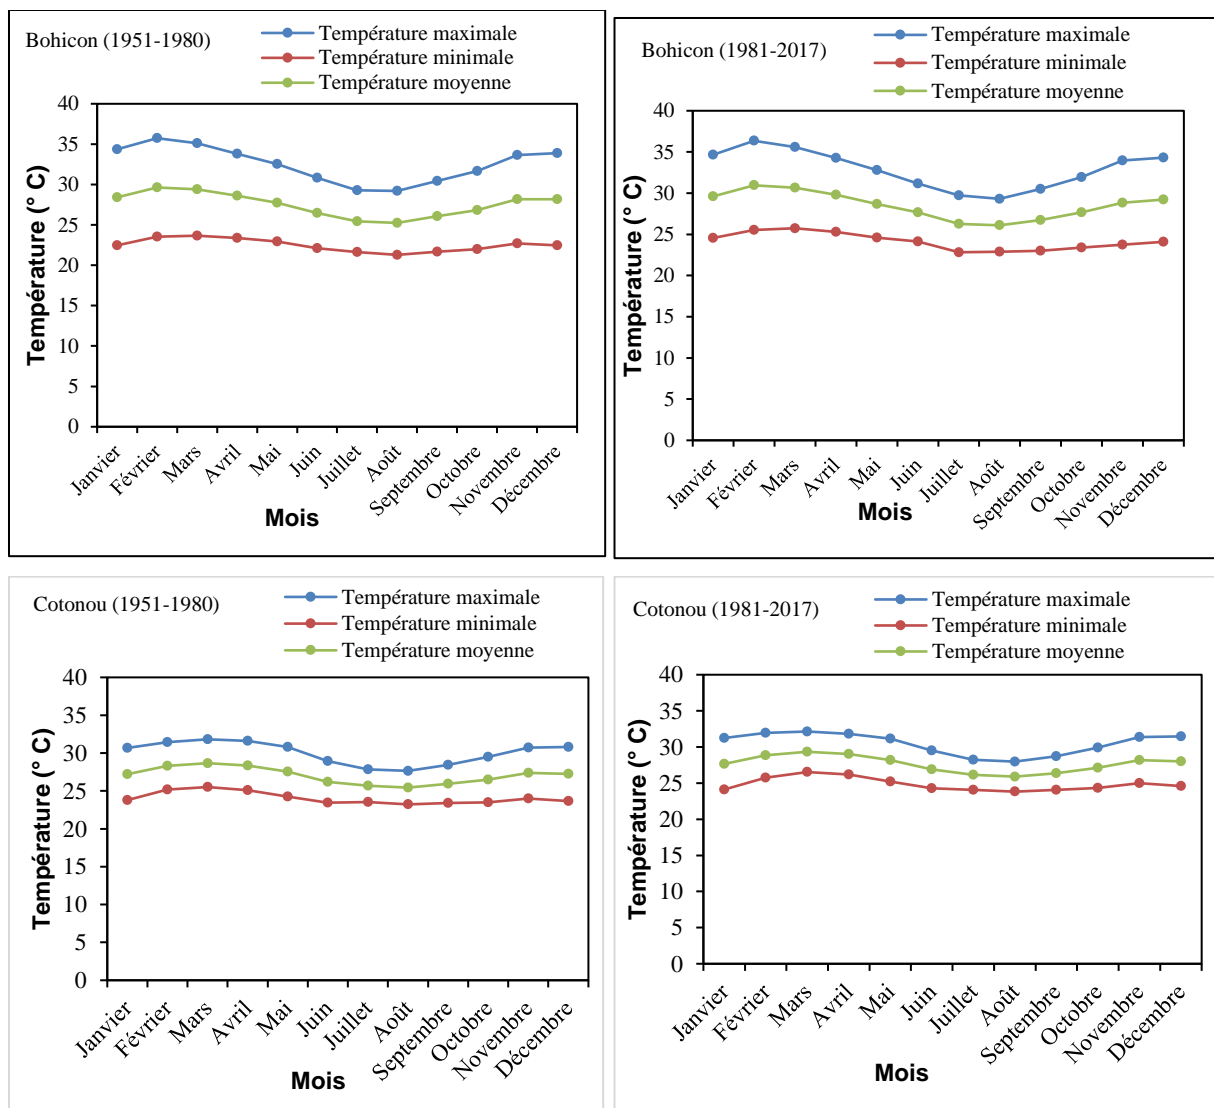 Bohicon (1951-1980)
Température maximale
Température minimale
Température moyenne
Température (° C)
40
35
30
25
20
15
10
5
0
Janvier
Février
Mars
Avril
Mai
Juin
Juillet
Août
Septembre
Octobre
Novembre
Décembre
Mois
Bohicon (1981-2017)
Température maximale
Température minimale
Température moyenne
Température (° C)
40
35
30
25
20
15
10
5
0
Janvier
Février
Mars
Avril
Mai
Juin
Juillet
Août
Septembre
Octobre
Novembre
Décembre
Mois
Cotonou (1951-1980)
Température maximale
Température minimale
Température moyenne
Température (° C)
40
35
30
25
20
15
10
5
0
Janvier
Février
Mars
Avril
Mai
Juin
Juillet
Août
Septembre
Octobre
Novembre
Décembre
Mois
Cotonou (1981-2017)
Température maximale
Température minimale
Température moyenne
Température (° C)
40
35
30
25
20
15
10
5
0
Janvier
Février
Mars
Avril
Mai
Juin
Juillet
Août
Septembre
Octobre
Novembre
Décembre
Mois